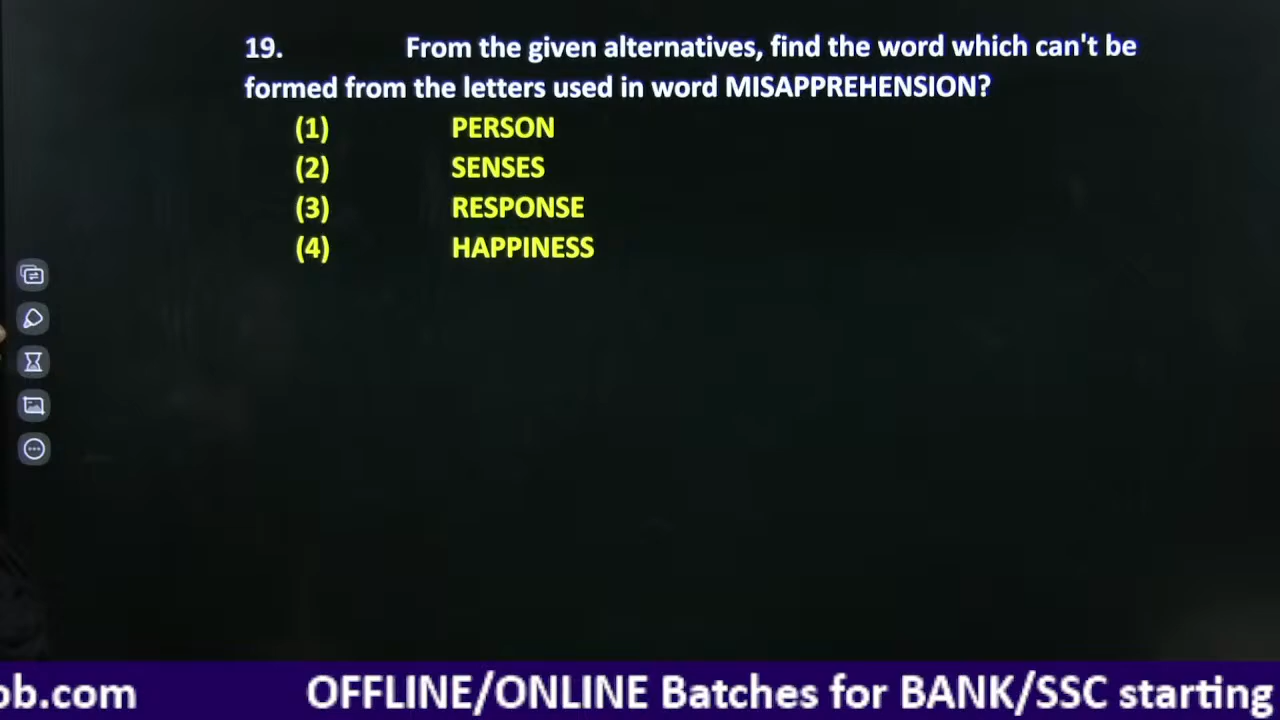 19. From the given alternatives, find the word which can't be
formed from the letters used in word MISAPPREHENSION?
(1) PERSON
(2) SENSES
(3) RESPONSE
(4) HAPPINESS
ob.com OFFLINE/ONLINE Batches for BANK/SSC starting